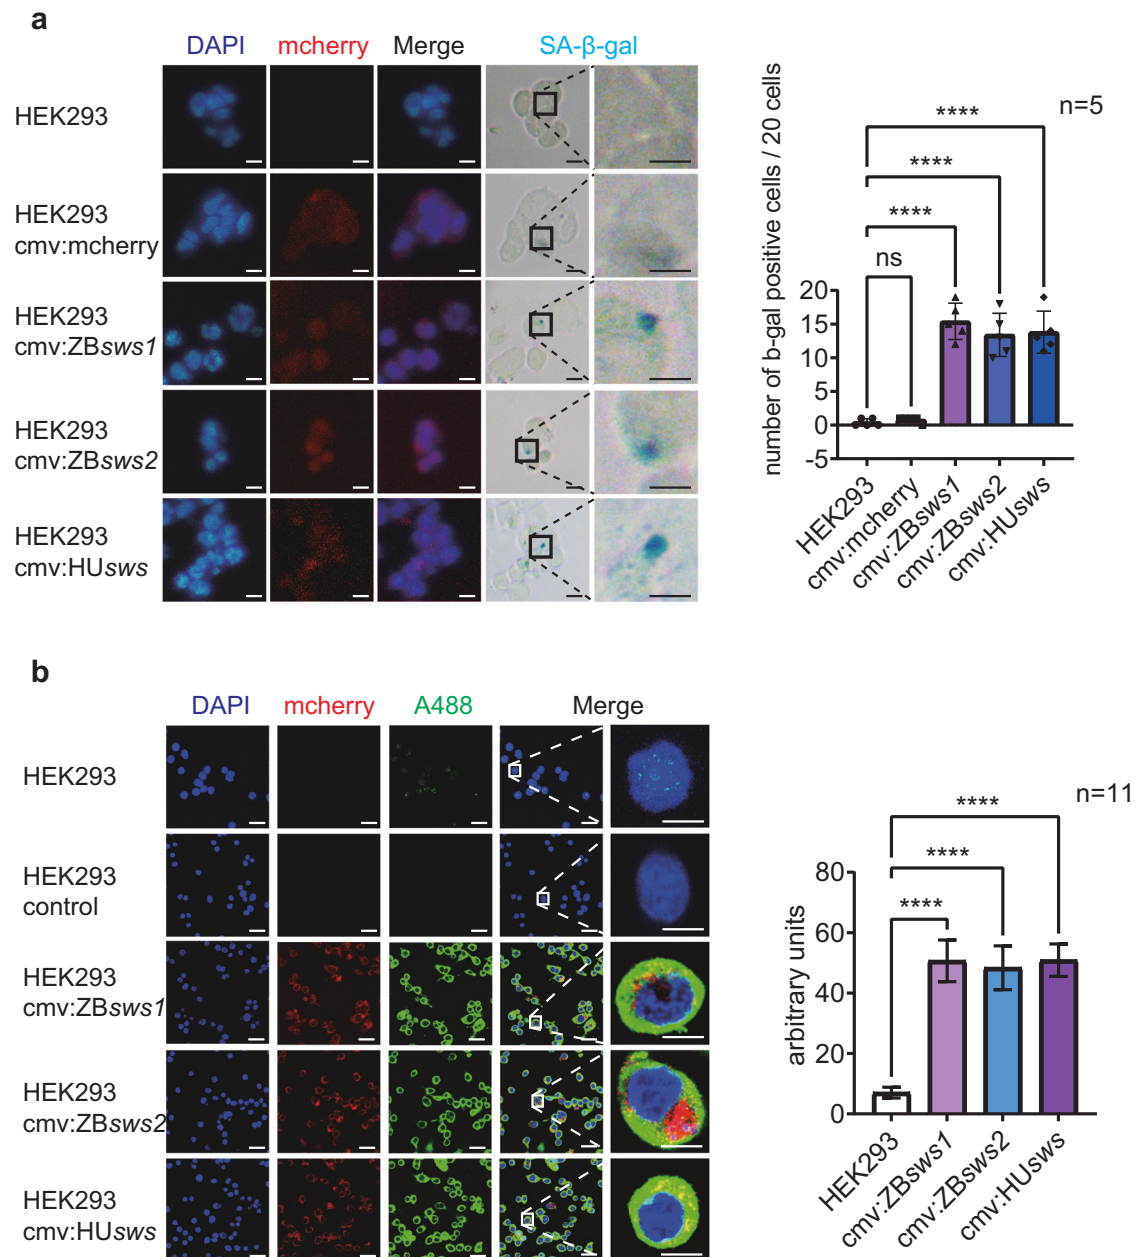 a
DAPI mcherry Merge SA-β-gal
HEK293
HEK293
cmv:mcherry
HEK293
cmv:ZBsws1
HEK293
cmv:ZBsws2
HEK293
cmv:HUsws
n=5
****
****
****
ns
number of b-gal positive cells / 20 cells
20
15
10
5
0
-5
HEK293
cmv:mcherry
cmv:ZBsws1
cmv:ZBsws2
cmv:HUsws
b
DAPI mcherry A488 Merge
HEK293
HEK293
control
HEK293
cmv:ZBsws1
HEK293
cmv:ZBsws2
HEK293
cmv:HUsws
n=11
****
****
****
arbitrary units
80
60
40
20
0
HEK293
cmv:ZBsws1
cmv:ZBsws2
cmv:HUsws